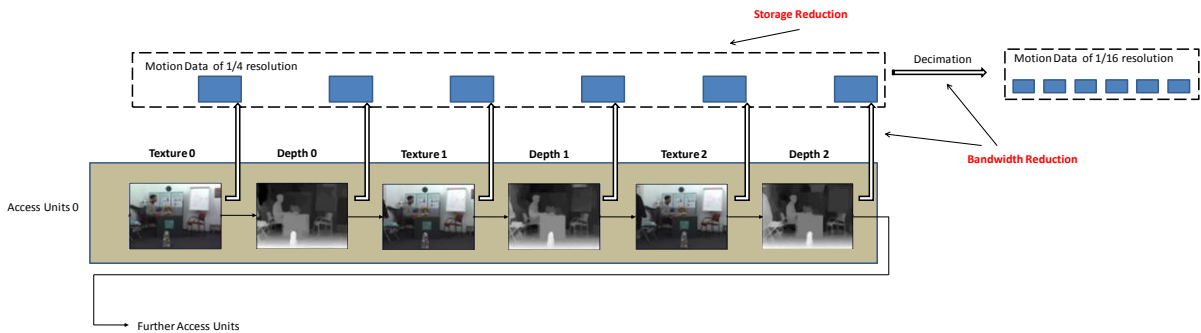 Storage Reduction
Motion Data of 1/4 resolution
Decimation
Motion Data of 1/16 resolution
Bandwidth Reduction
Texture 0
Depth 0
Texture 1
Depth 1
Texture 2
Depth 2
Access Units 0
Further Access Units